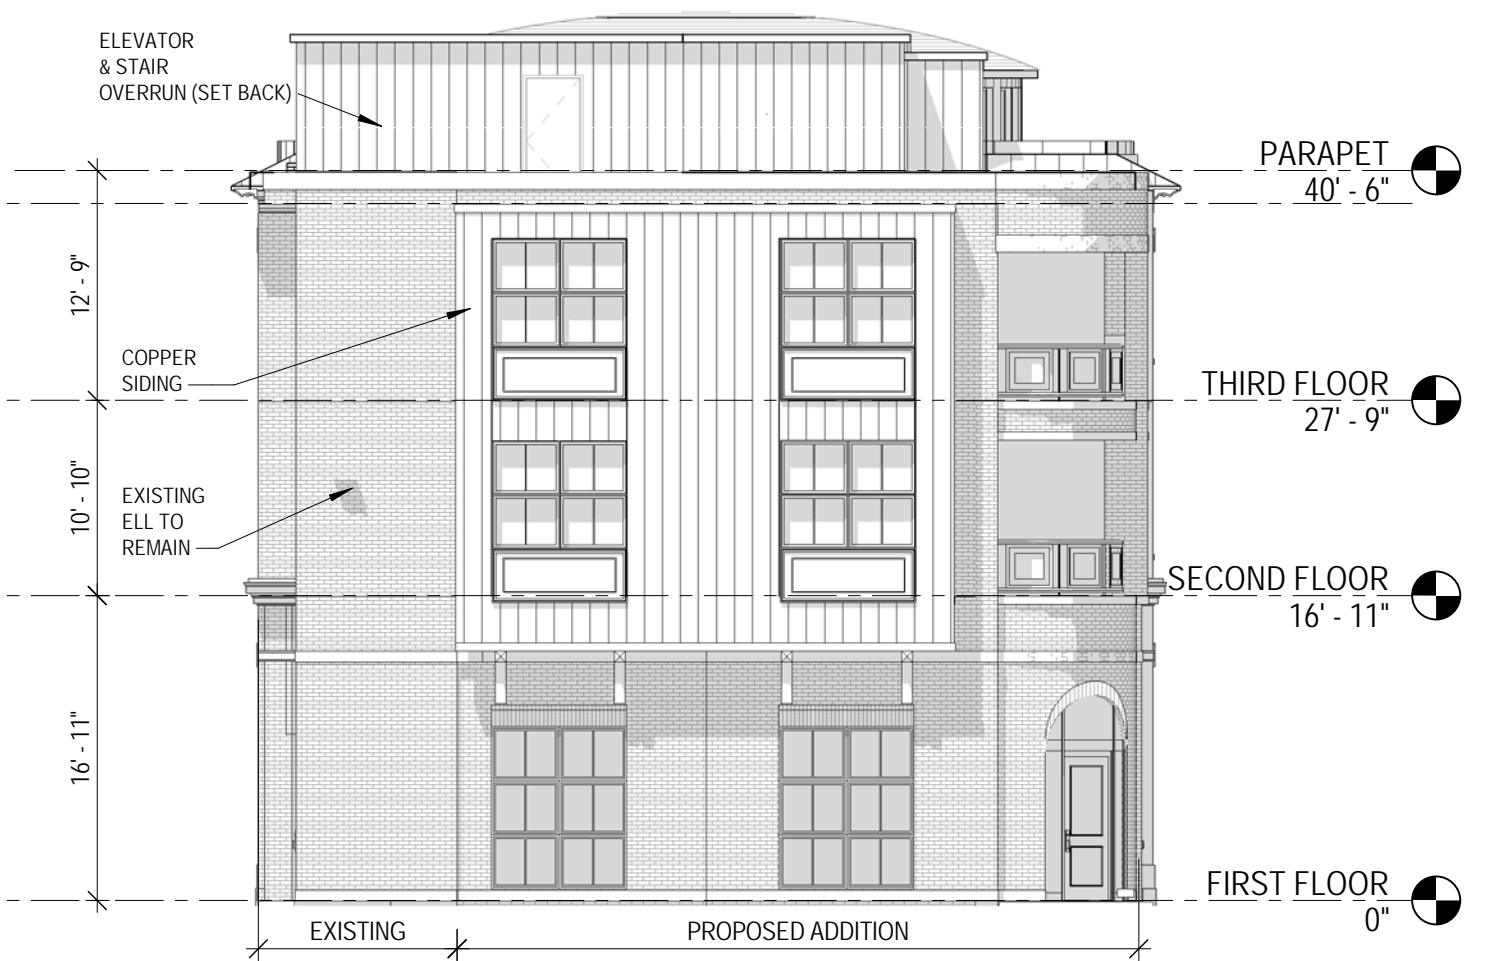 ELEVATOR
& STAIR
OVERRUN (SET BACK)
PARAPET
40' - 6"
12' - 9"
COPPER
SIDING
THIRD FLOOR
27' - 9"
10' - 10"
EXISTING
ELL TO
REMAIN
SECOND FLOOR
16' - 11"
16' - 11"
FIRST FLOOR
0"
EXISTING
PROPOSED ADDITION